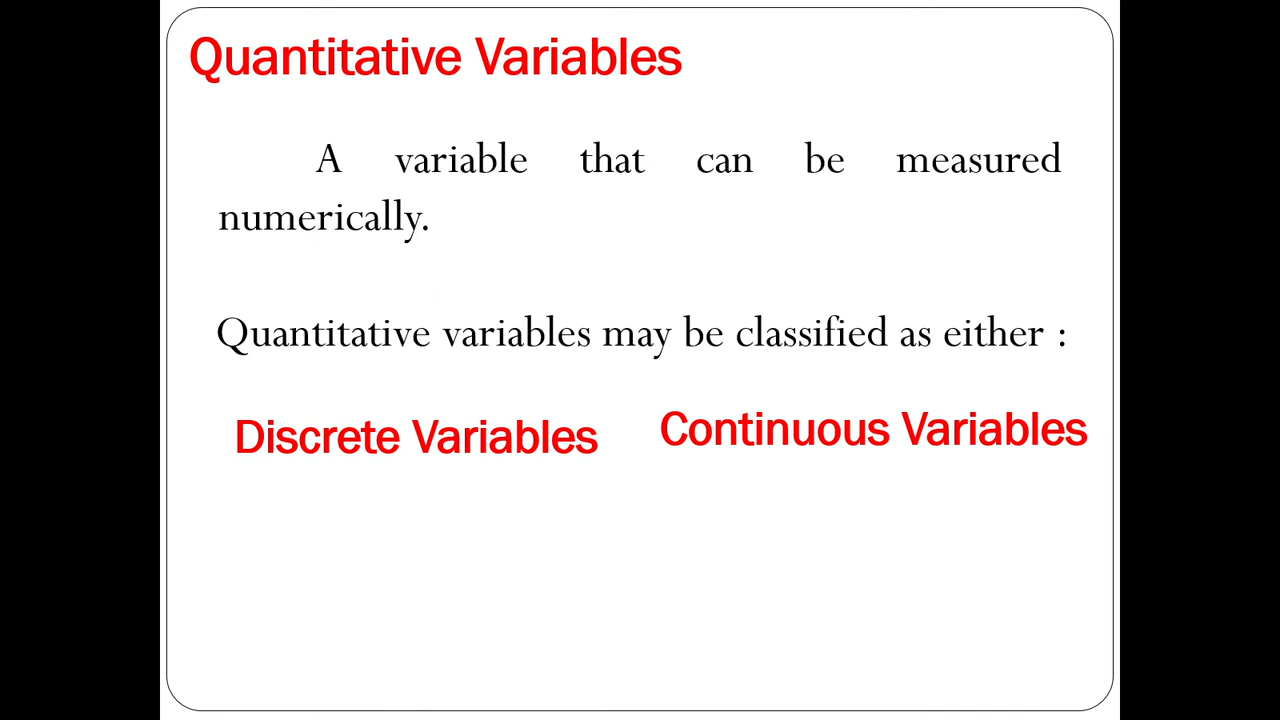 Quantitative Variables
A variable that can be measured
numerically.
Quantitative variables may be classified as either :
Discrete Variables
Continuous Variables